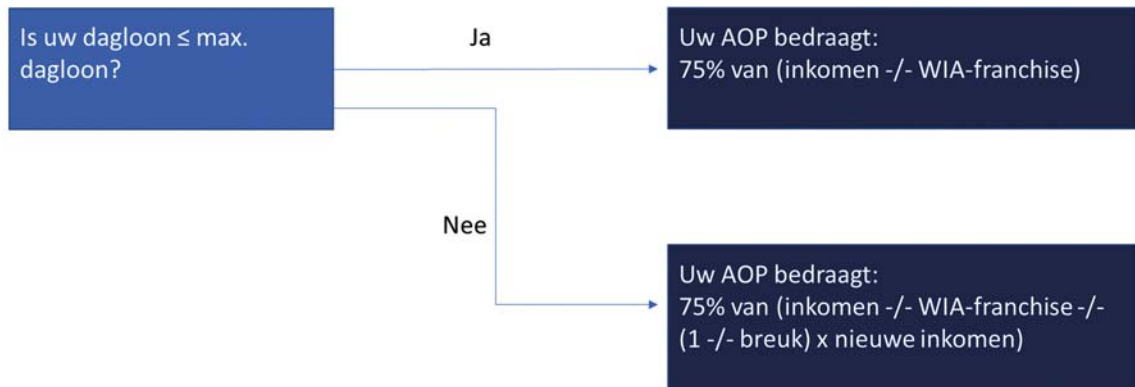 Is uw dagloon ≤ max.
dagloon?
Ja
Uw AOP bedraagt:
75% van (inkomen -/- WIA-franchise)
Nee
Uw AOP bedraagt:
75% van (inkomen -/- WIA-franchise -/-
(1 -/- breuk) x nieuwe inkomen)